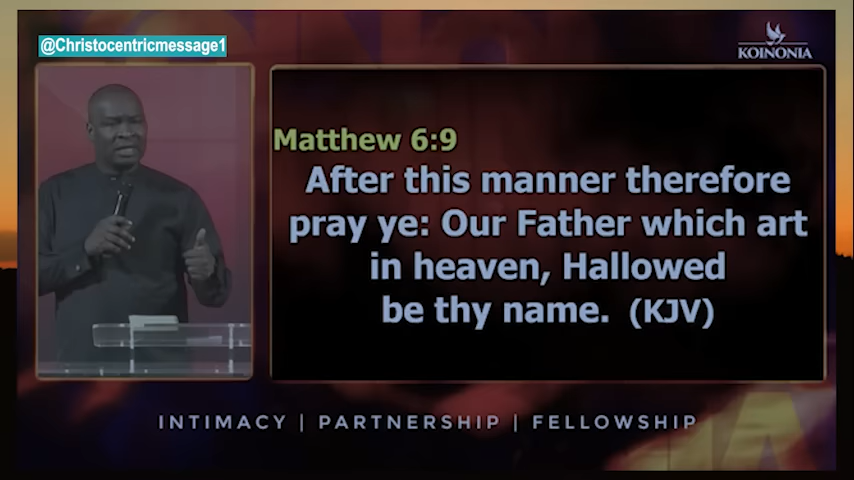 @Christocentricmessage1
KOINONIA
Matthew 6:9
After this manner therefore
pray ye: Our Father which art
in heaven, Hallowed
be thy name. (KJV)
INTIMACY | PARTNERSHIP | FELLOWSHIP